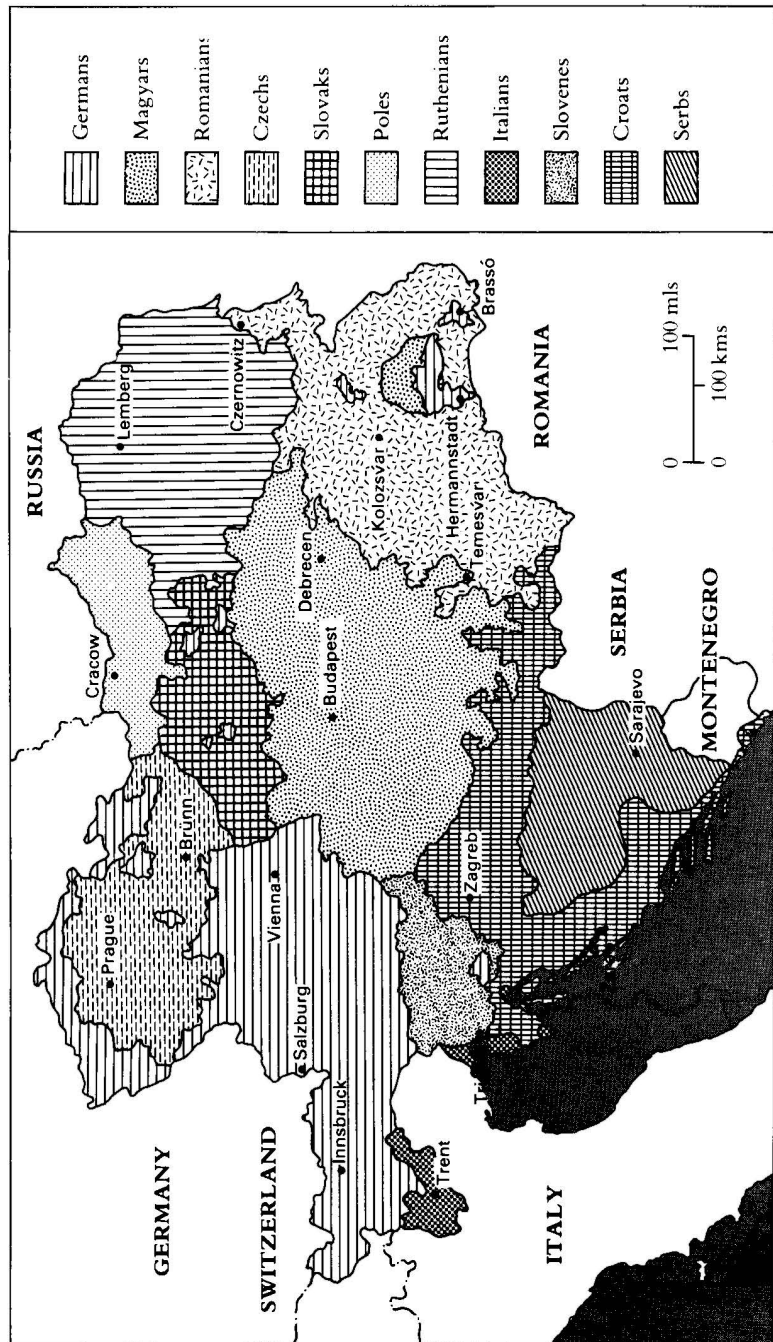 RUSSIA
Cracow
Lemberg
Prague
Brunn
Czernowitz
GERMANY
Vienna
Salzburg
Debrecen
Budapest
SWITZERLAND
Innsbruck
Kolozsvar
Hermannstadt
Temesvar
Brassó
Trent
Zagreb
ROMANIA
ITALY
SERBIA
Sarajevo
MONTENEGRO
0 100 mls
0 100 kms
Germans
Magyars
Romanians
Czechs
Slovaks
Poles
Ruthenians
Italians
Slovenes
Croats
Serbs